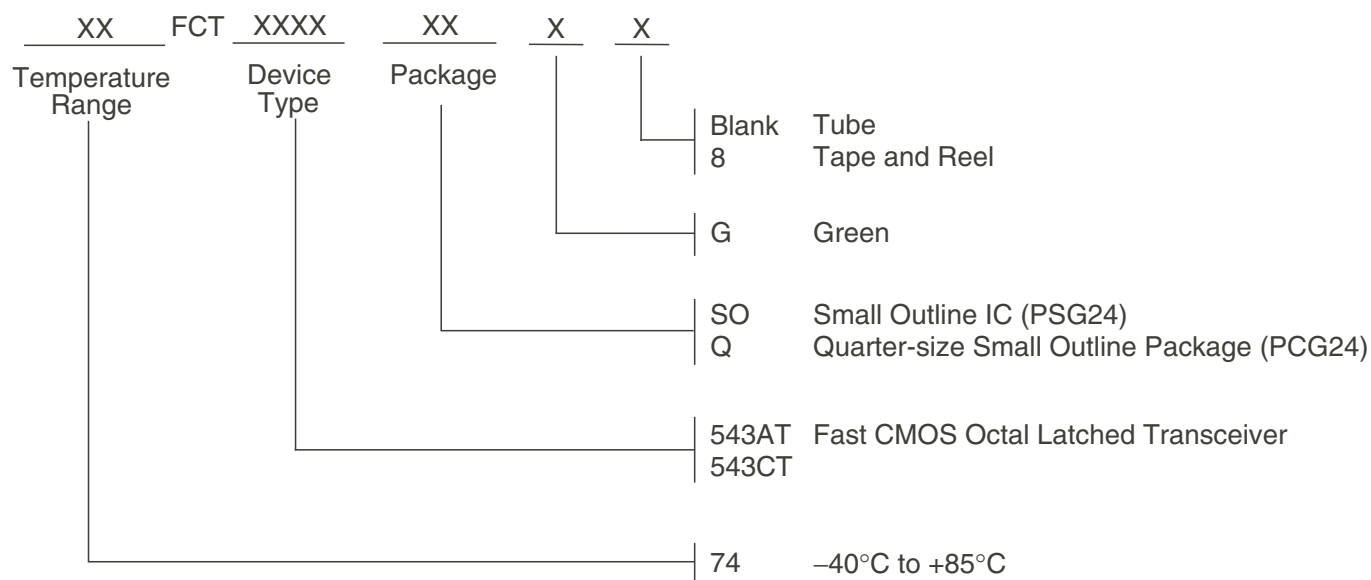 XX FCT XXXX XX X X
Temperature Range
Device Type
Package
Blank Tube
8 Tape and Reel
G Green
SO Small Outline IC (PSG24)
Q Quarter-size Small Outline Package (PCG24)
543AT Fast CMOS Octal Latched Transceiver
543CT
74 –40°C to +85°C